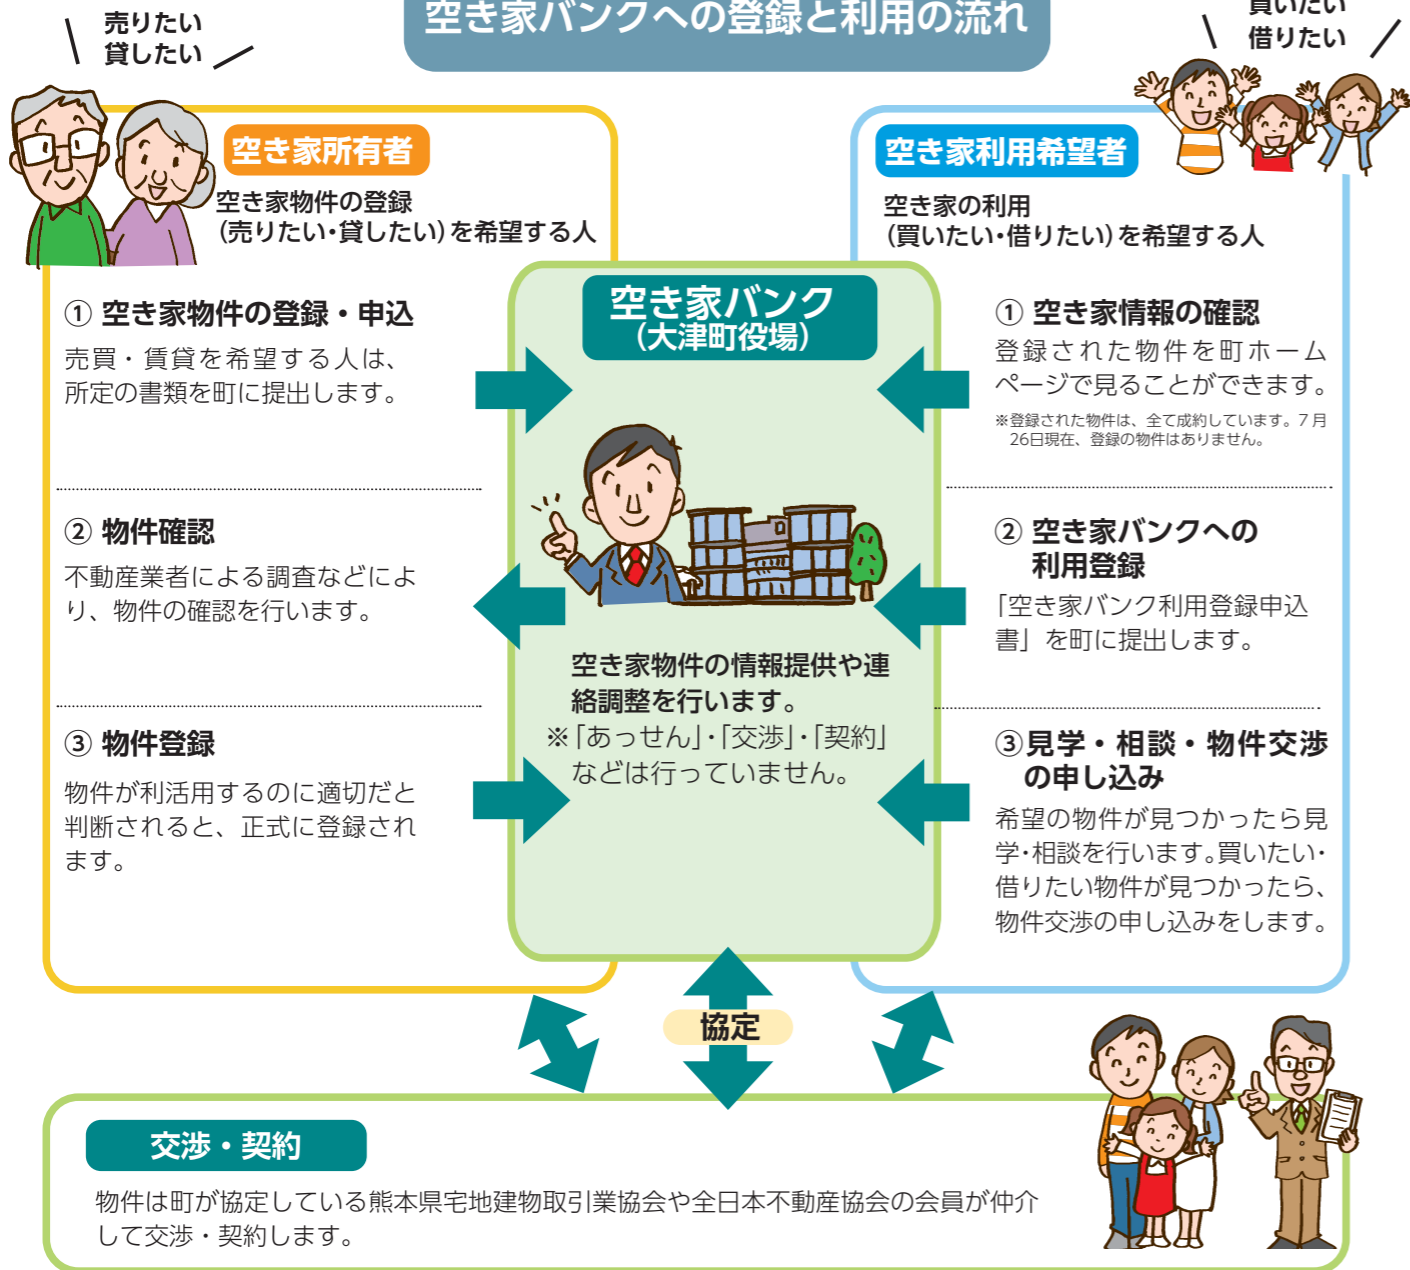 空き家バンクへの登録と利用の流れ
売りたい
貸したい
買いたい
借りたい
空き家所有者
空き家物件の登録
（売りたい・貸したい）を希望する人
① 空き家物件の登録・申込
売買・賃貸を希望する人は、
所定の書類を町に提出します。
② 物件確認
不動産業者による調査などによ
り、物件の確認を行います。
③ 物件登録
物件が利活用するのに適切だと
判断されると、正式に登録され
ます。
空き家バンク
（大津町役場）
空き家物件の情報提供や連
絡調整を行います。
※「あっせん」・「交渉」・「契約」
などは行っていません。
空き家利用希望者
空き家の利用
（買いたい・借りたい）を希望する人
① 空き家情報の確認
登録された物件を町ホーム
ページで見ることができます。
※登録された物件は、全て成約しています。7月
26日現在、登録の物件はありません。
② 空き家バンクへの
利用登録
「空き家バンク利用登録申込
書」を町に提出します。
③見学・相談・物件交渉
の申し込み
希望の物件が見つかったら見
学・相談を行います。買いたい・
借りたい物件が見つかったら、
物件交渉の申し込みをします。
協定
交渉・契約
物件は町が協定している熊本県宅地建物取引業協会や全日本不動産協会の会員が仲介
して交渉・契約します。